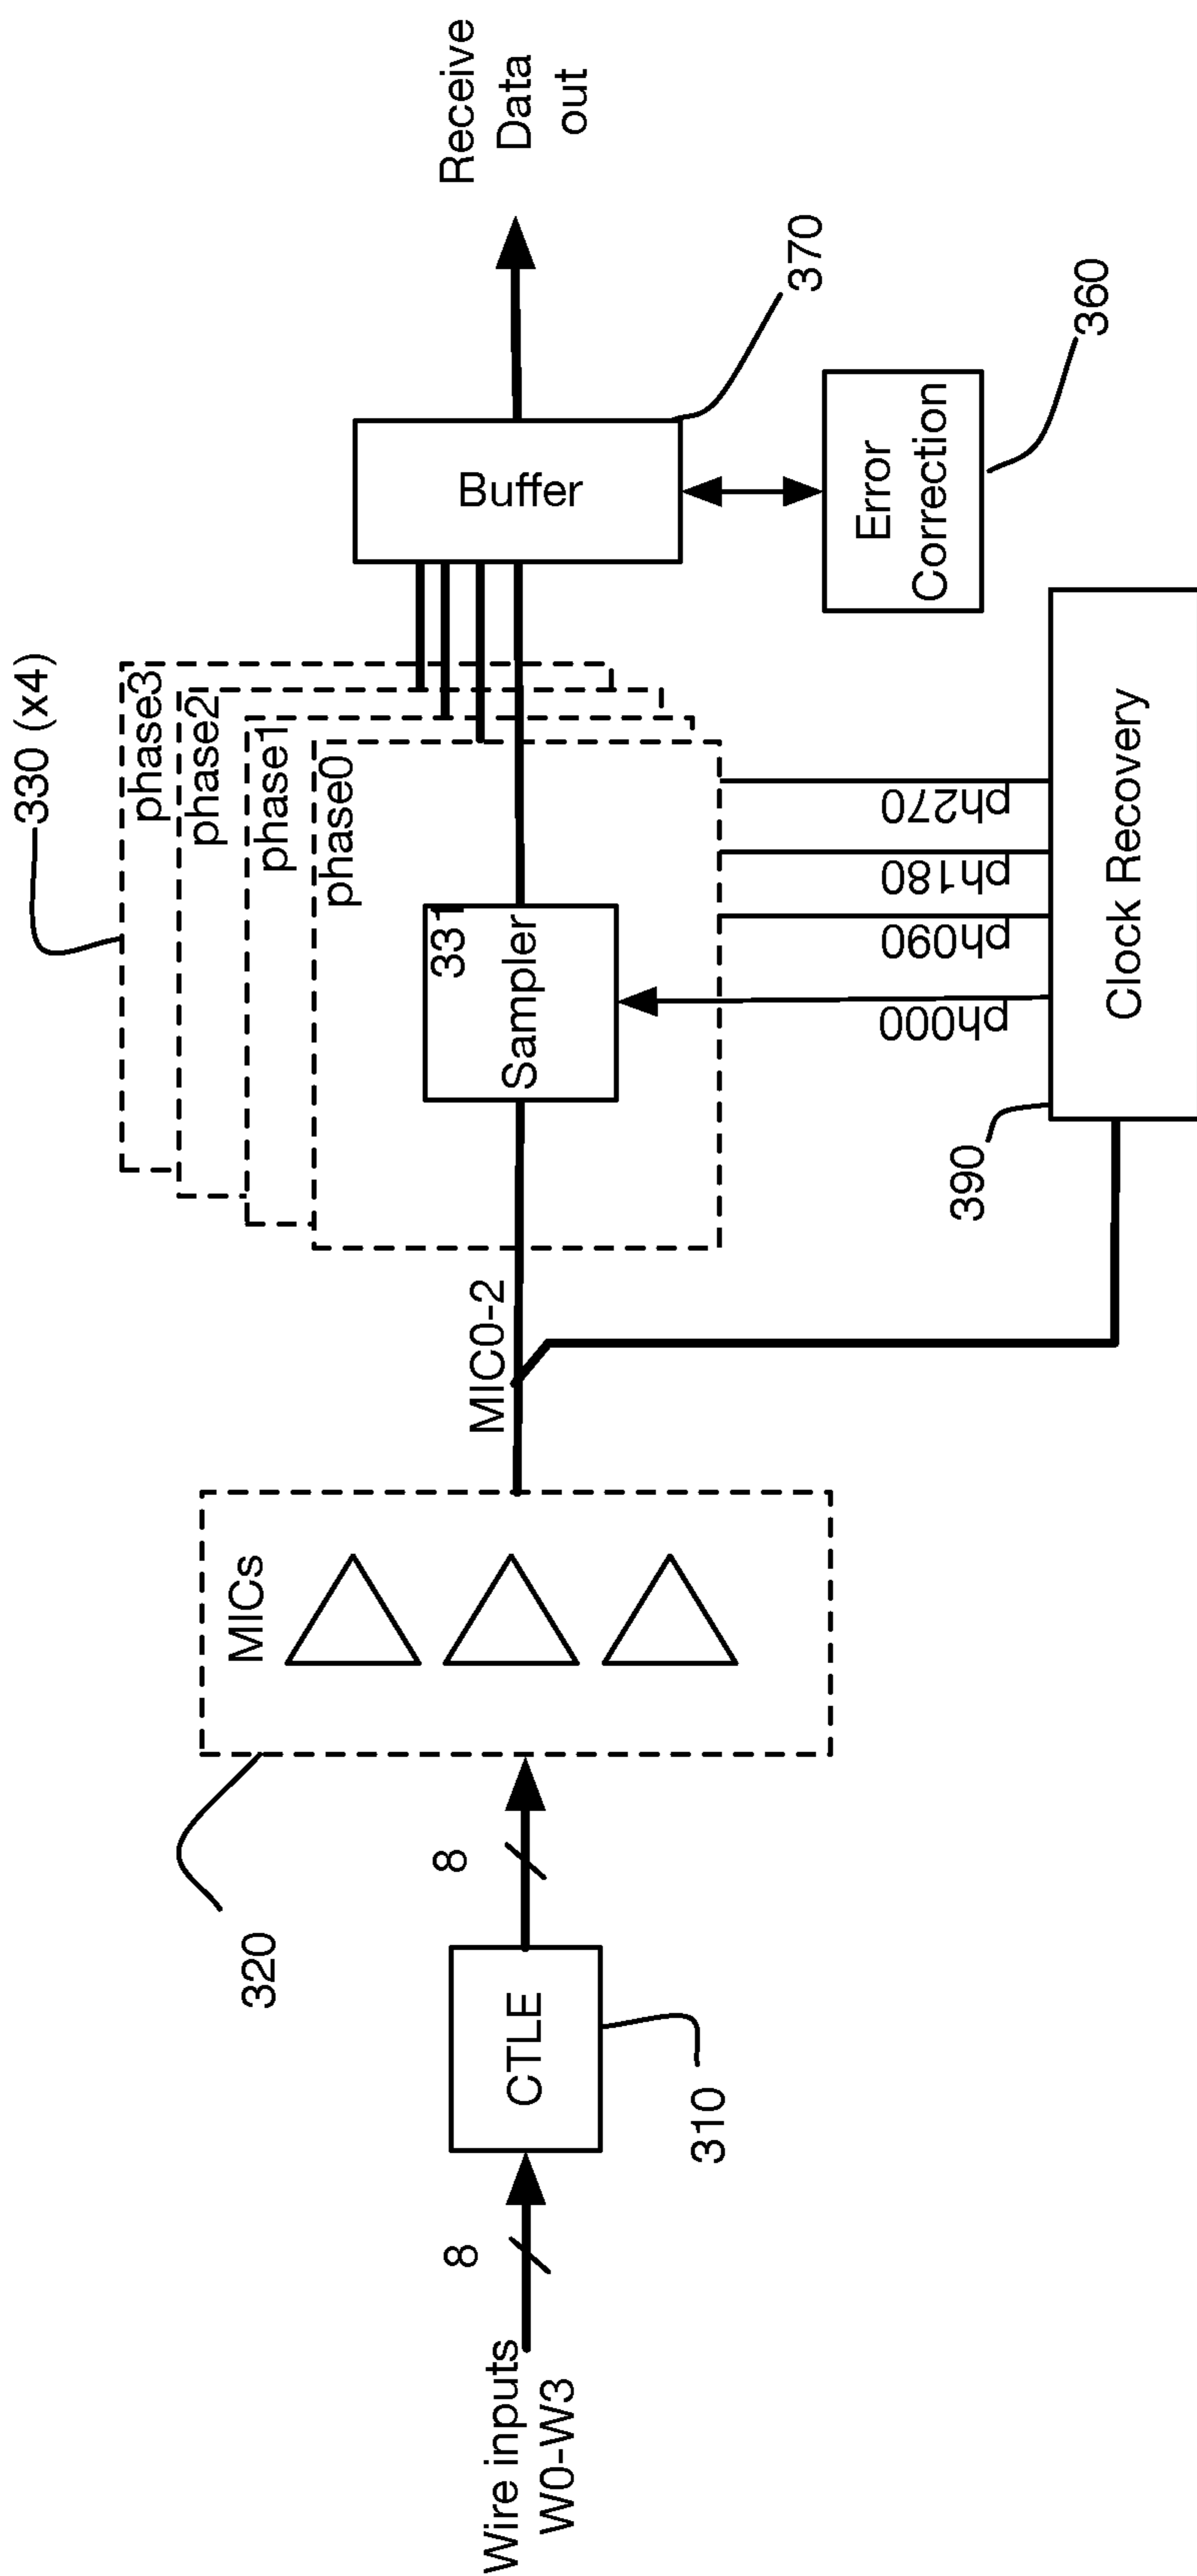 Wire inputs
W0-W3
8
CTLE
310
8
320
MICs
MIC0-2
330 (x4)
phase3
phase2
phase1
phase0
331
Sampler
ph000
ph090
ph180
ph270
390
Clock Recovery
Buffer
370
Error
Correction
360
Receive
Data
out